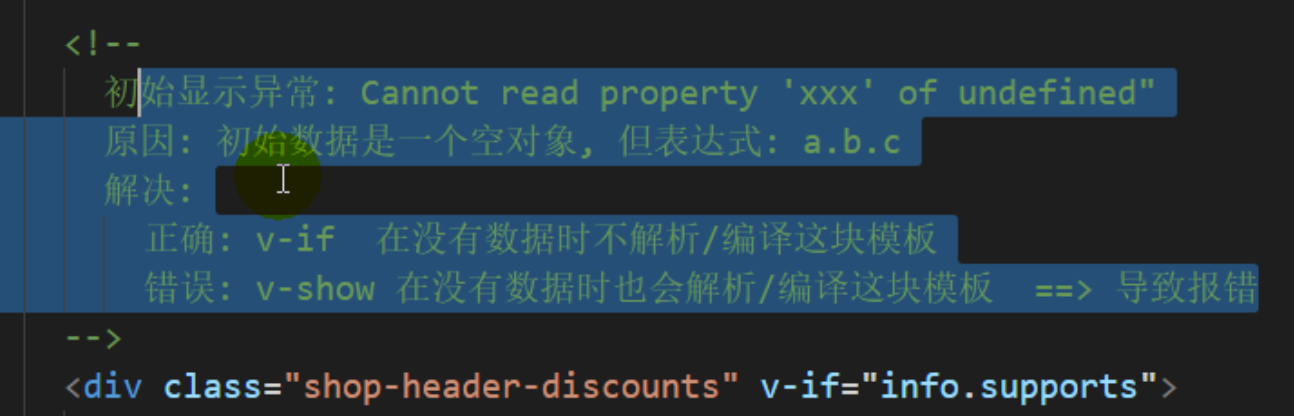 <!--
初始显示异常: Cannot read property 'xxx' of undefined"
原因: 初始数据是一个空对象, 但表达式: a.b.c
解决:
正确: v-if 在没有数据时不解析/编译这块模板
错误: v-show 在没有数据时也会解析/编译这块模板 ==> 导致报错
-->
<div class="shop-header-discounts" v-if="info.supports">